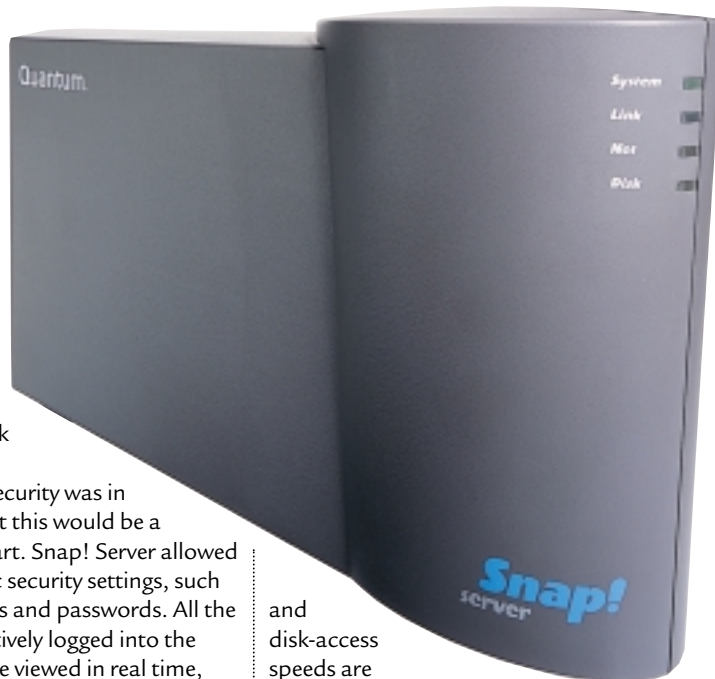 Quantum.
System
Link
Net
Disk
Snap!
server
k
ecurity was in
t this would be a
art. Snap! Server allowed
c security settings, such
s and passwords. All the
tively logged into the
e viewed in real time,
and
disk-access
speeds are